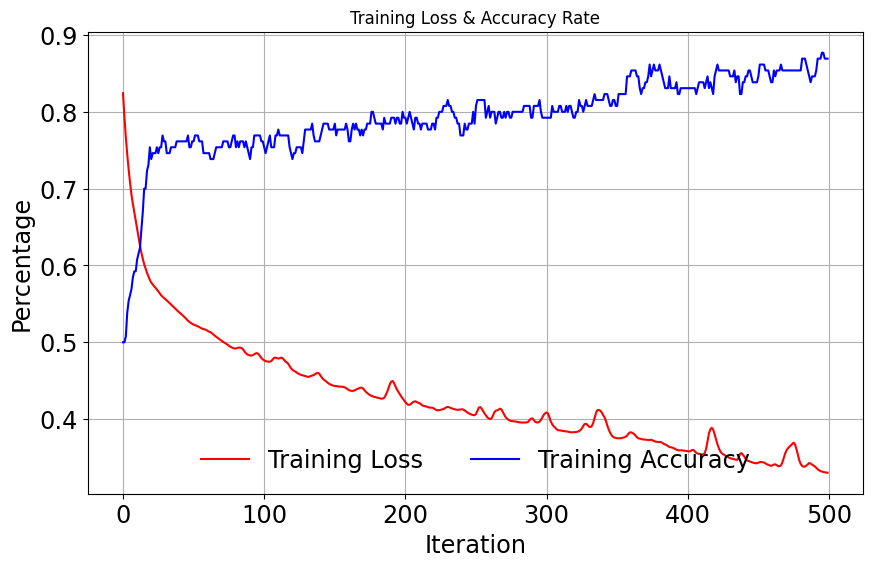 Training Loss & Accuracy Rate
0.9
0.8
0.7
0.6
0.5
0.4
Percentage
Training Loss Training Accuracy
0 100 200 300 400 500
Iteration